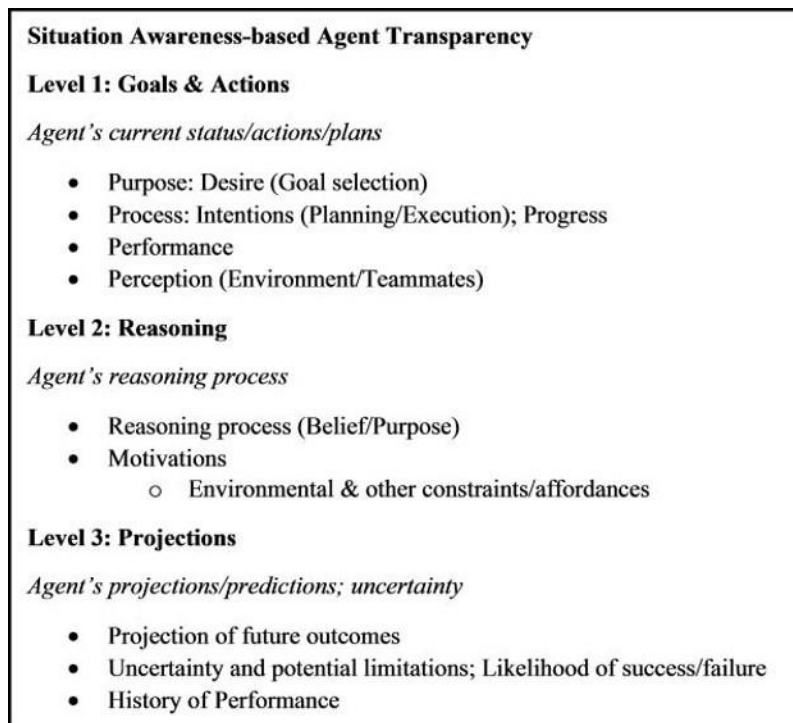 Situation Awareness-based Agent Transparency
Level 1: Goals & Actions
Agent's current status/actions/plans
• Purpose: Desire (Goal selection)
• Process: Intentions (Planning/Execution); Progress
• Performance
• Perception (Environment/Teammates)
Level 2: Reasoning
Agent's reasoning process
• Reasoning process (Belief/Purpose)
• Motivations
o Environmental & other constraints/affordances
Level 3: Projections
Agent's projections/predictions; uncertainty
• Projection of future outcomes
• Uncertainty and potential limitations; Likelihood of success/failure
• History of Performance